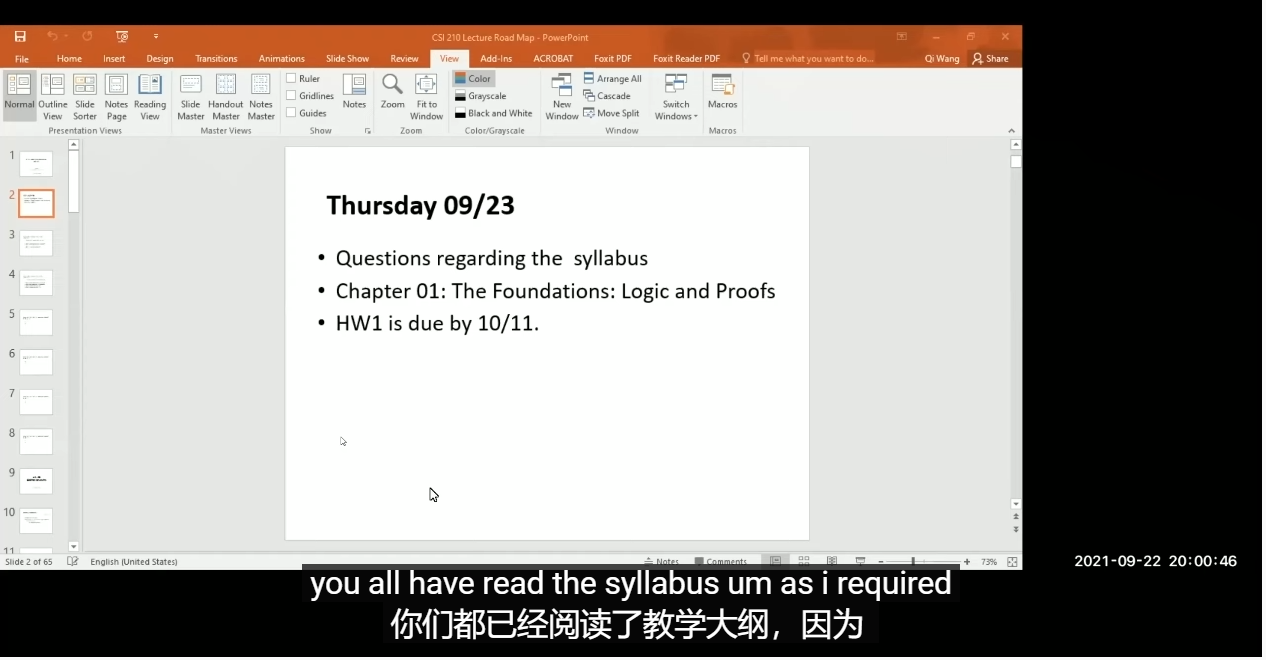 CSI 210 Lecture Road Map - PowerPoint
File Home Insert Design Transitions Animations Slide Show Review View Add-Ins ACROBAT Foxit PDF Foxit Reader PDF Tell me what you want to do... Qi Wang Share
Normal Outline View Slide Sorter Notes Page Reading View
Presentation Views
Slide Master Handout Master Notes Master
Master Views
Ruler
Gridlines
Guides
Notes
Show
Zoom Fit to Window
Zoom
Color
Grayscale
Black and White
Color/Grayscale
New Window
Arrange All
Cascade
Move Split
Switch Windows
Window
Macros
Macros
1
2
3
4
5
6
7
8
9
10
11
Thursday 09/23
• Questions regarding the syllabus
• Chapter 01: The Foundations: Logic and Proofs
• HW1 is due by 10/11.
Slide 2 of 65 English (United States) Notes Comments 73%
2021-09-22 20:00:46
you all have read the syllabus um as i required
你们都已经阅读了教学大纲，因为